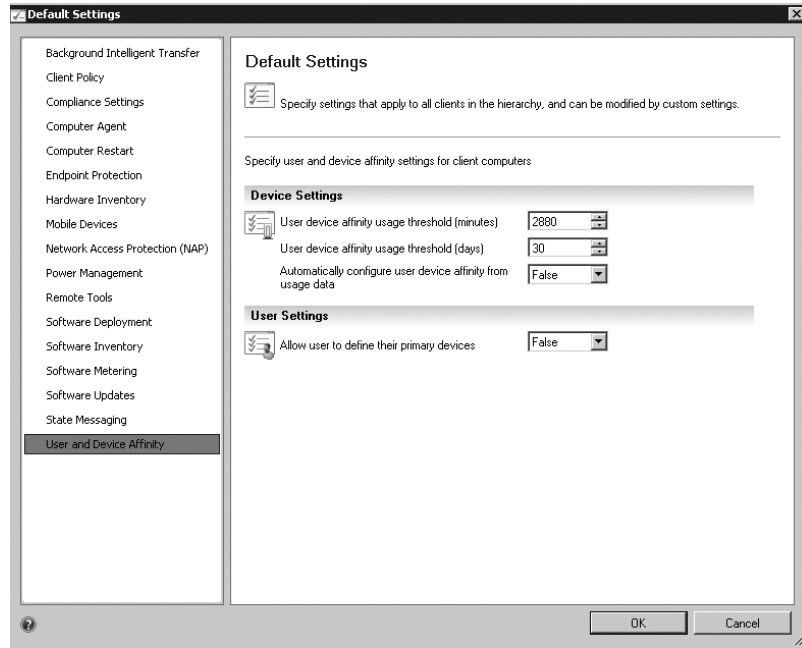 Default Settings
Background Intelligent Transfer
Client Policy
Compliance Settings
Computer Agent
Computer Restart
Endpoint Protection
Hardware Inventory
Mobile Devices
Network Access Protection (NAP)
Power Management
Remote Tools
Software Deployment
Software Inventory
Software Metering
Software Updates
State Messaging
User and Device Affinity
Default Settings
Specify settings that apply to all clients in the hierarchy, and can be modified by custom settings.
Specify user and device affinity settings for client computers
Device Settings
User device affinity usage threshold (minutes) 2880
User device affinity usage threshold (days) 30
Automatically configure user device affinity from
usage data False
User Settings
Allow user to define their primary devices False
OK Cancel